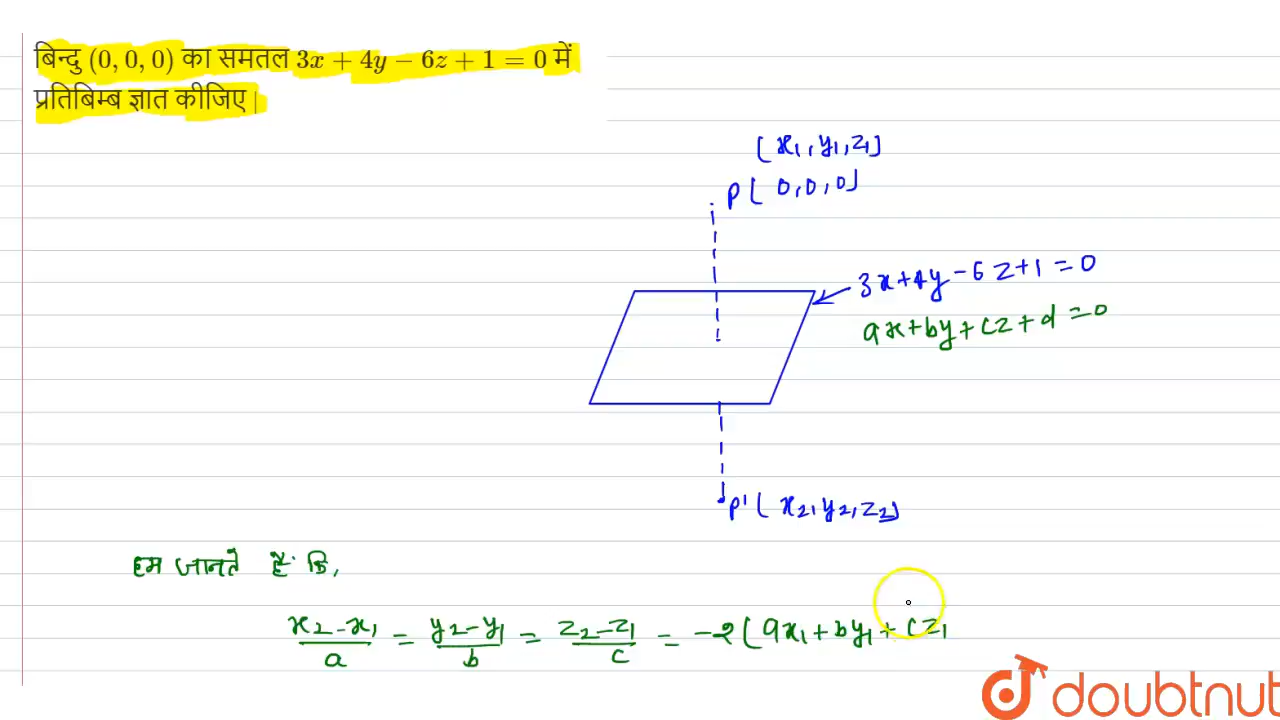 बिन्दु (0, 0, 0) का समतल 3x + 4y − 6z + 1 = 0 में
प्रतिबिम्ब ज्ञात कीजिए |
[x₁, y₁, z₁]
P[ 0, 0, 0]
3x+4y-6z+1=0
ax+by+cz+d=0
P'( x₂, y₂, z₂)
हम जानते हैं कि,
x₂-x₁/a = y₂-y₁/b = z₂-z₁/c = -2(ax₁+by₁+cz₁
doubtnut